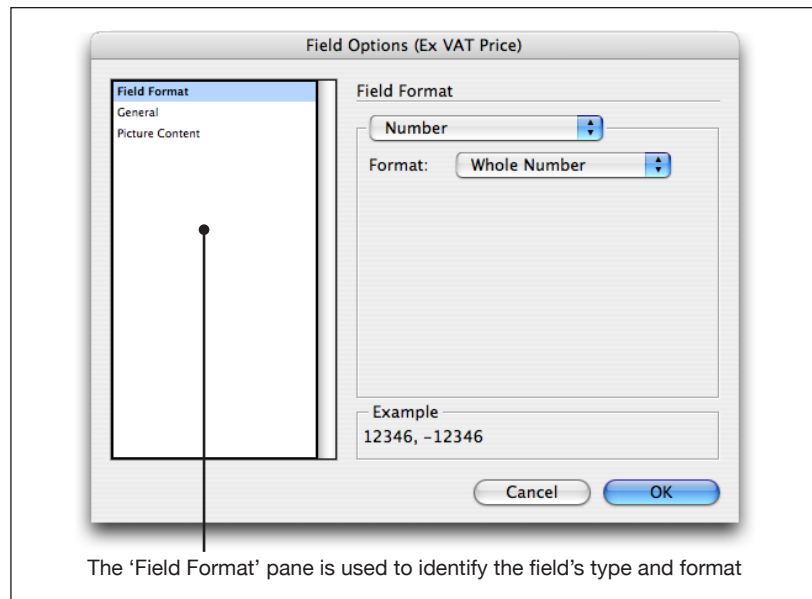 Field Options (Ex VAT Price)
Field Format
General
Picture Content
Field Format
Number
Format: Whole Number
Example
12346, -12346
Cancel OK
The ‘Field Format’ pane is used to identify the field’s type and format